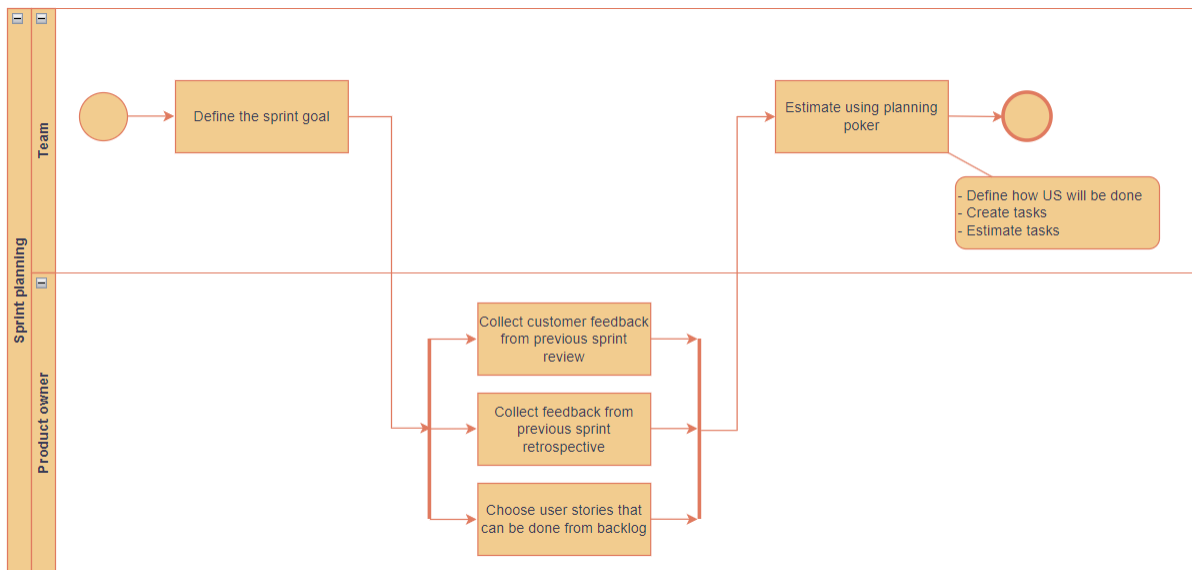 Sprint planning
Team
Define the sprint goal
Estimate using planning
poker
- Define how US will be done
- Create tasks
- Estimate tasks
Product owner
Collect customer feedback
from previous sprint
review
Collect feedback from
previous sprint
retrospective
Choose user stories that
can be done from backlog